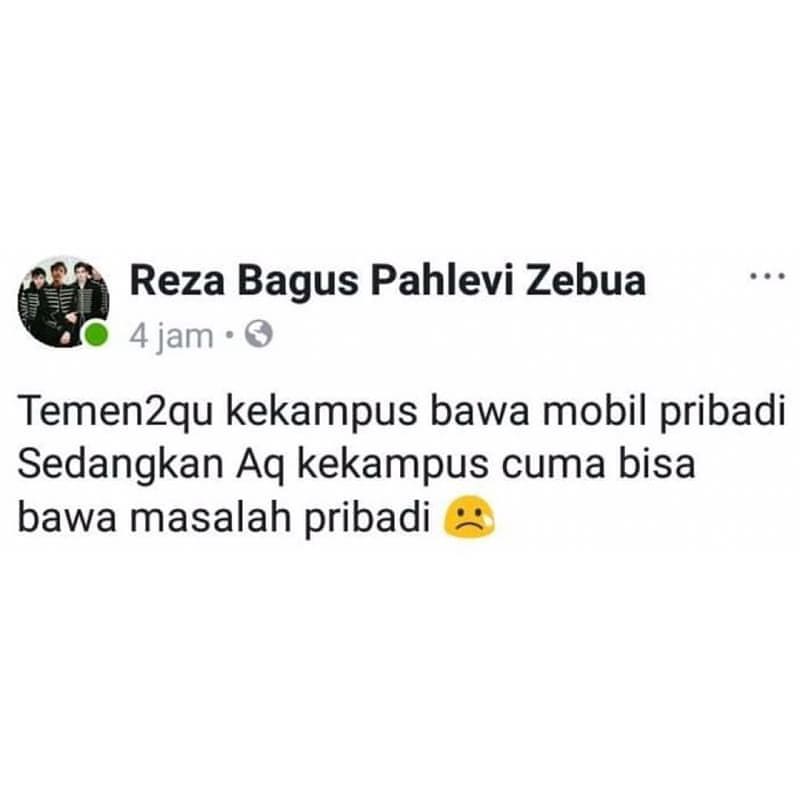 Reza Bagus Pahlevi Zebua
4 jam •
Temen2qu kekampus bawa mobil pribadi
Sedangkan Aq kekampus cuma bisa
bawa masalah pribadi 😢